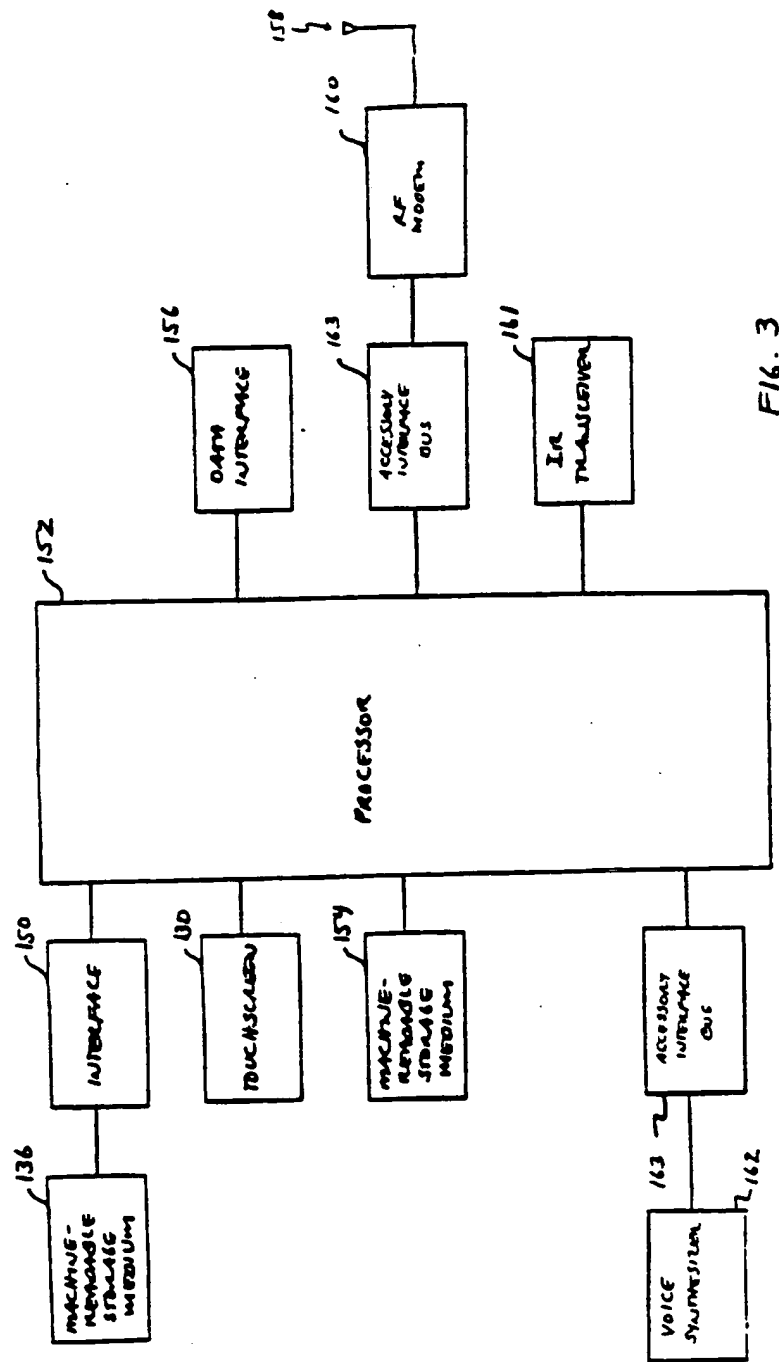 136
MACHINE-
READABLE
STORAGE
MEDIUM
150
INTERFACE
130
TOUCHSCREEN
154
MACHINE-
READABLE
STORAGE
MEDIUM
VOICE
SYNTHESIZER
162
163
ACCESSORY
INTERFACE
BUS
152
PROCESSOR
156
DATA
INTERFACE
163
ACCESSORY
INTERFACE
BUS
160
RF
MODEM
158
161
IR
TRANSCEIVER
FIG. 3